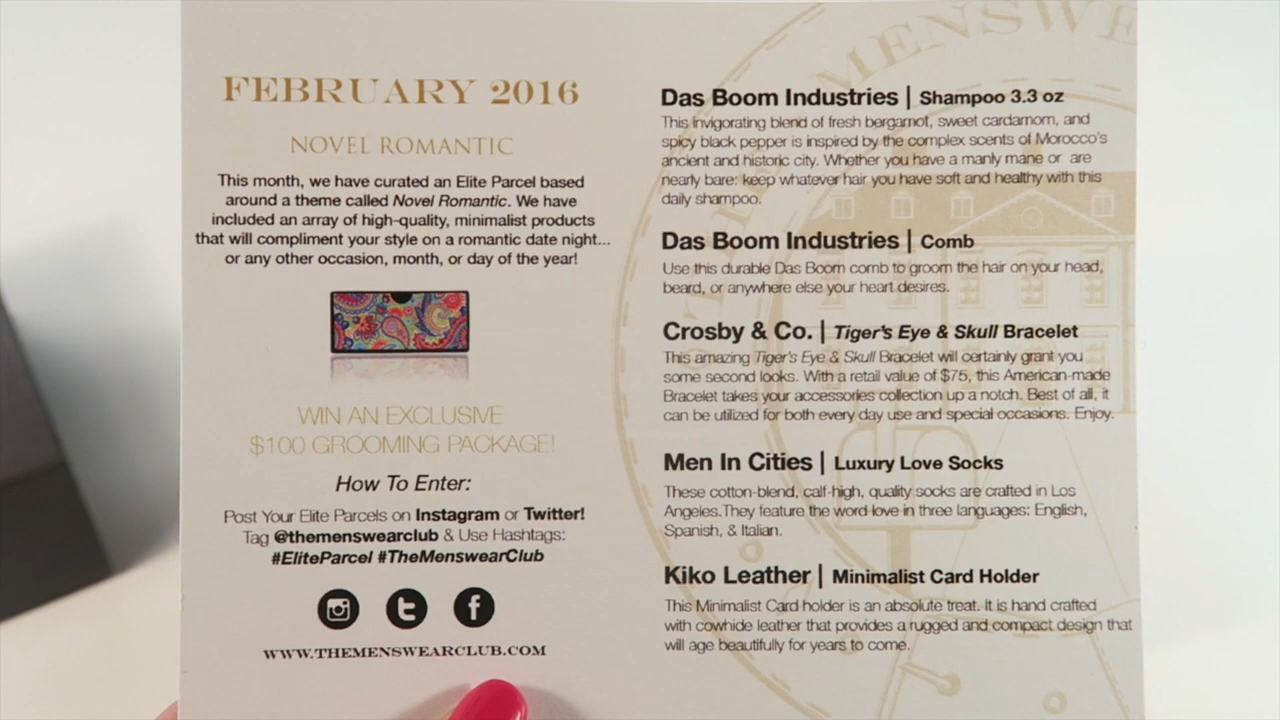 FEBRUARY 2016
NOVEL ROMANTIC
This month, we have curated an Elite Parcel based
around a theme called Novel Romantic. We have
included an array of high-quality, minimalist products
that will compliment your style on a romantic date night...
or any other occasion, month, or day of the year!
WIN AN EXCLUSIVE
$100 GROOMING PACKAGE!
How To Enter:
Post Your Elite Parcels on Instagram or Twitter!
Tag @themenswearclub & Use Hashtags:
#EliteParcel #TheMenswearClub
WWW.THEMENSWEARCLUB.COM
MENSWE
Das Boom Industries | Shampoo 3.3 oz
This invigorating blend of fresh bergamot, sweet cardamom, and
spicy black pepper is inspired by the complex scents of Morocco's
ancient and historic city. Whether you have a manly mane or are
nearly bare: keep whatever hair you have soft and healthy with this
daily shampoo.
Das Boom Industries | Comb
Use this durable Das Boom comb to groom the hair on your head,
beard, or anywhere else your heart desires.
Crosby & Co. | Tiger's Eye & Skull Bracelet
This amazing Tiger's Eye & Skull Bracelet will certainly grant you
some second looks. With a retail value of $75, this American-made
Bracelet takes your accessories collection up a notch. Best of all, it
can be utilized for both every day use and special occasions. Enjoy.
Men In Cities | Luxury Love Socks
These cotton-blend, calf-high, quality socks are crafted in Los
Angeles.They feature the word love in three languages: English,
Spanish, & Italian.
Kiko Leather | Minimalist Card Holder
This Minimalist Card holder is an absolute treat. It is hand crafted
with cowhide leather that provides a rugged and compact design that
will age beautifully for years to come.